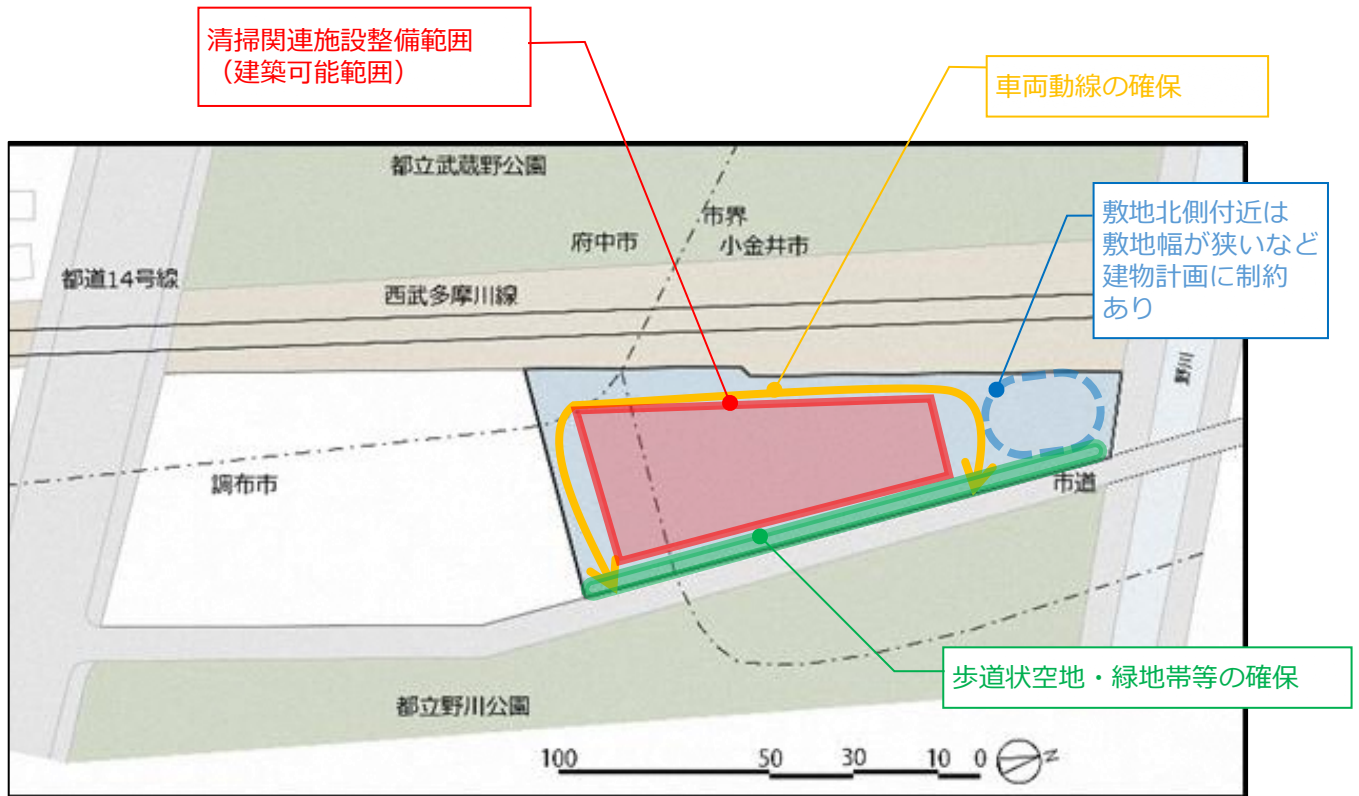 清掃関連施設整備範囲
（建築可能範囲）
車両動線の確保
都立武蔵野公園
敷地北側付近は
敷地幅が狭いなど
建物計画に制約
あり
市界
府中市
小金井市
都道14号線
西武多摩川線
野川
調布市
市道
歩道状空地・緑地帯等の確保
都立野川公園
100 50 30 10 0 N